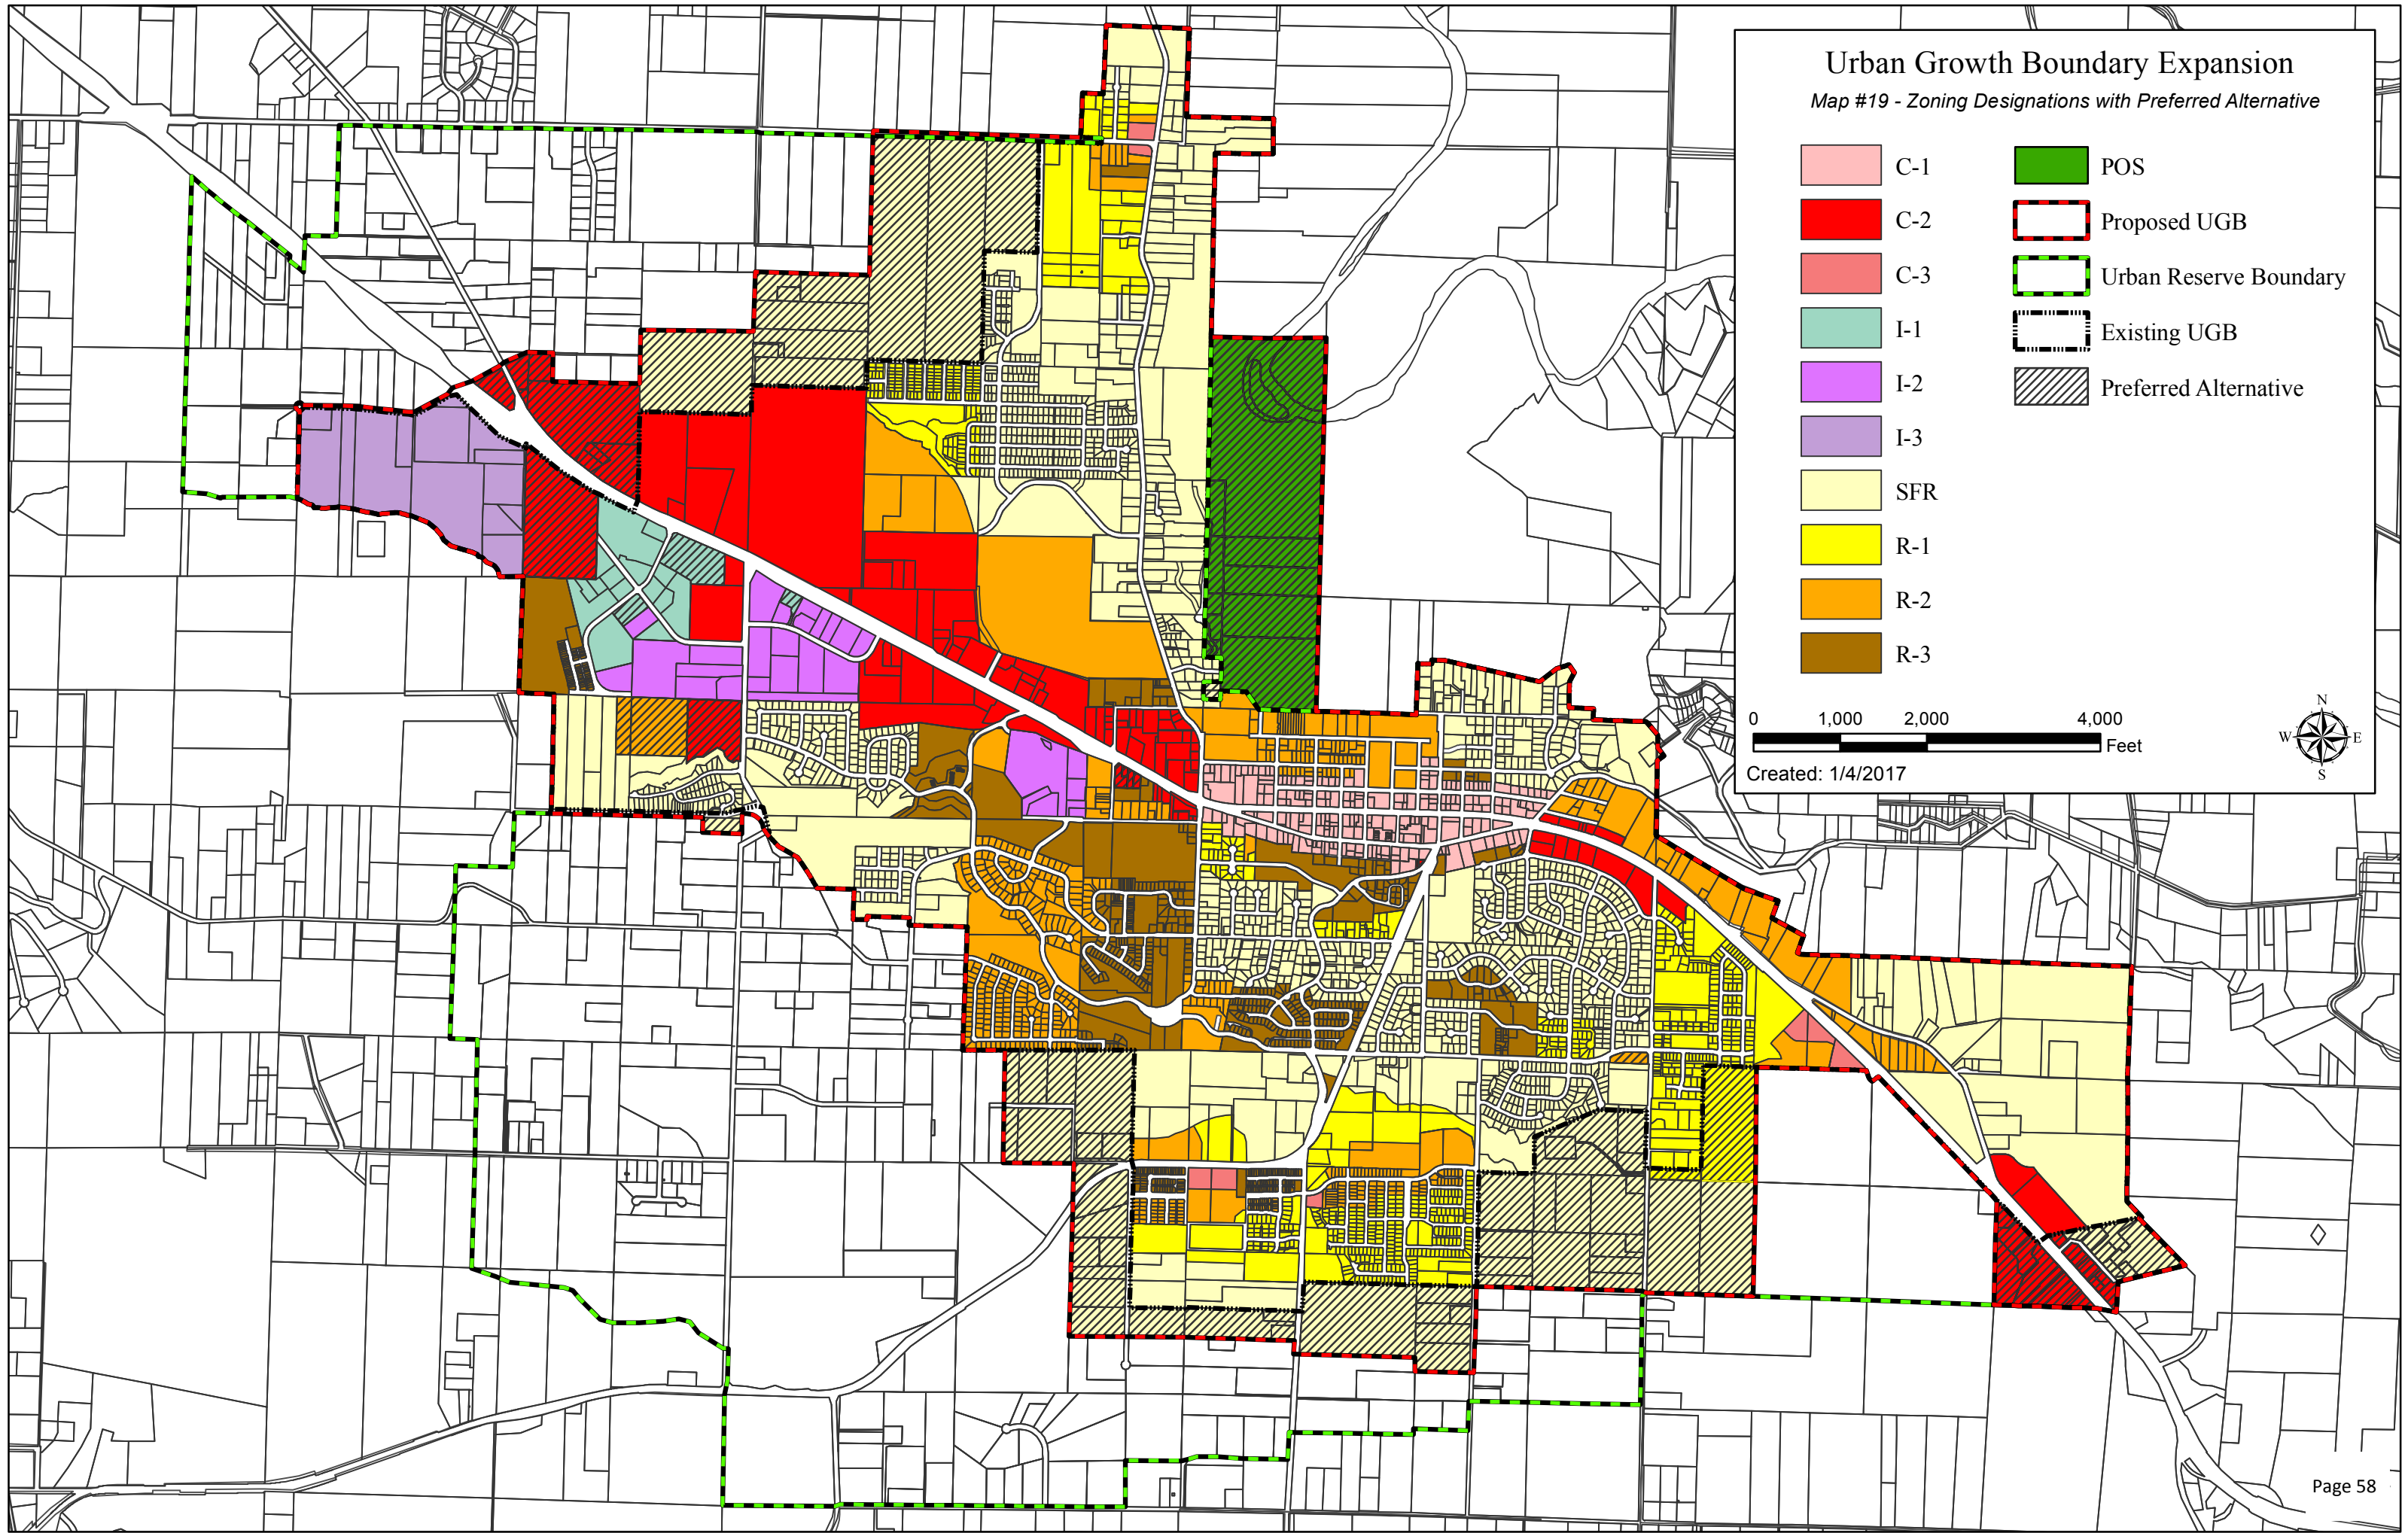 Urban Growth Boundary Expansion
Map #19 - Zoning Designations with Preferred Alternative
C-1
C-2
C-3
I-1
I-2
I-3
SFR
R-1
R-2
R-3
POS
Proposed UGB
Urban Reserve Boundary
Existing UGB
Preferred Alternative
0 1,000 2,000 4,000
Feet
Created: 1/4/2017
N
W E
S
Page 58